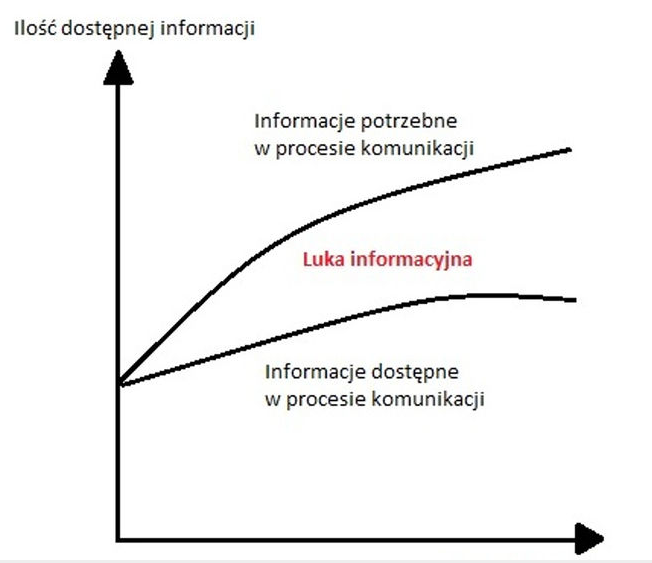 Ilość dostępnej informacji
Informacje potrzebne
w procesie komunikacji
Luka informacyjna
Informacje dostępne
w procesie komunikacji